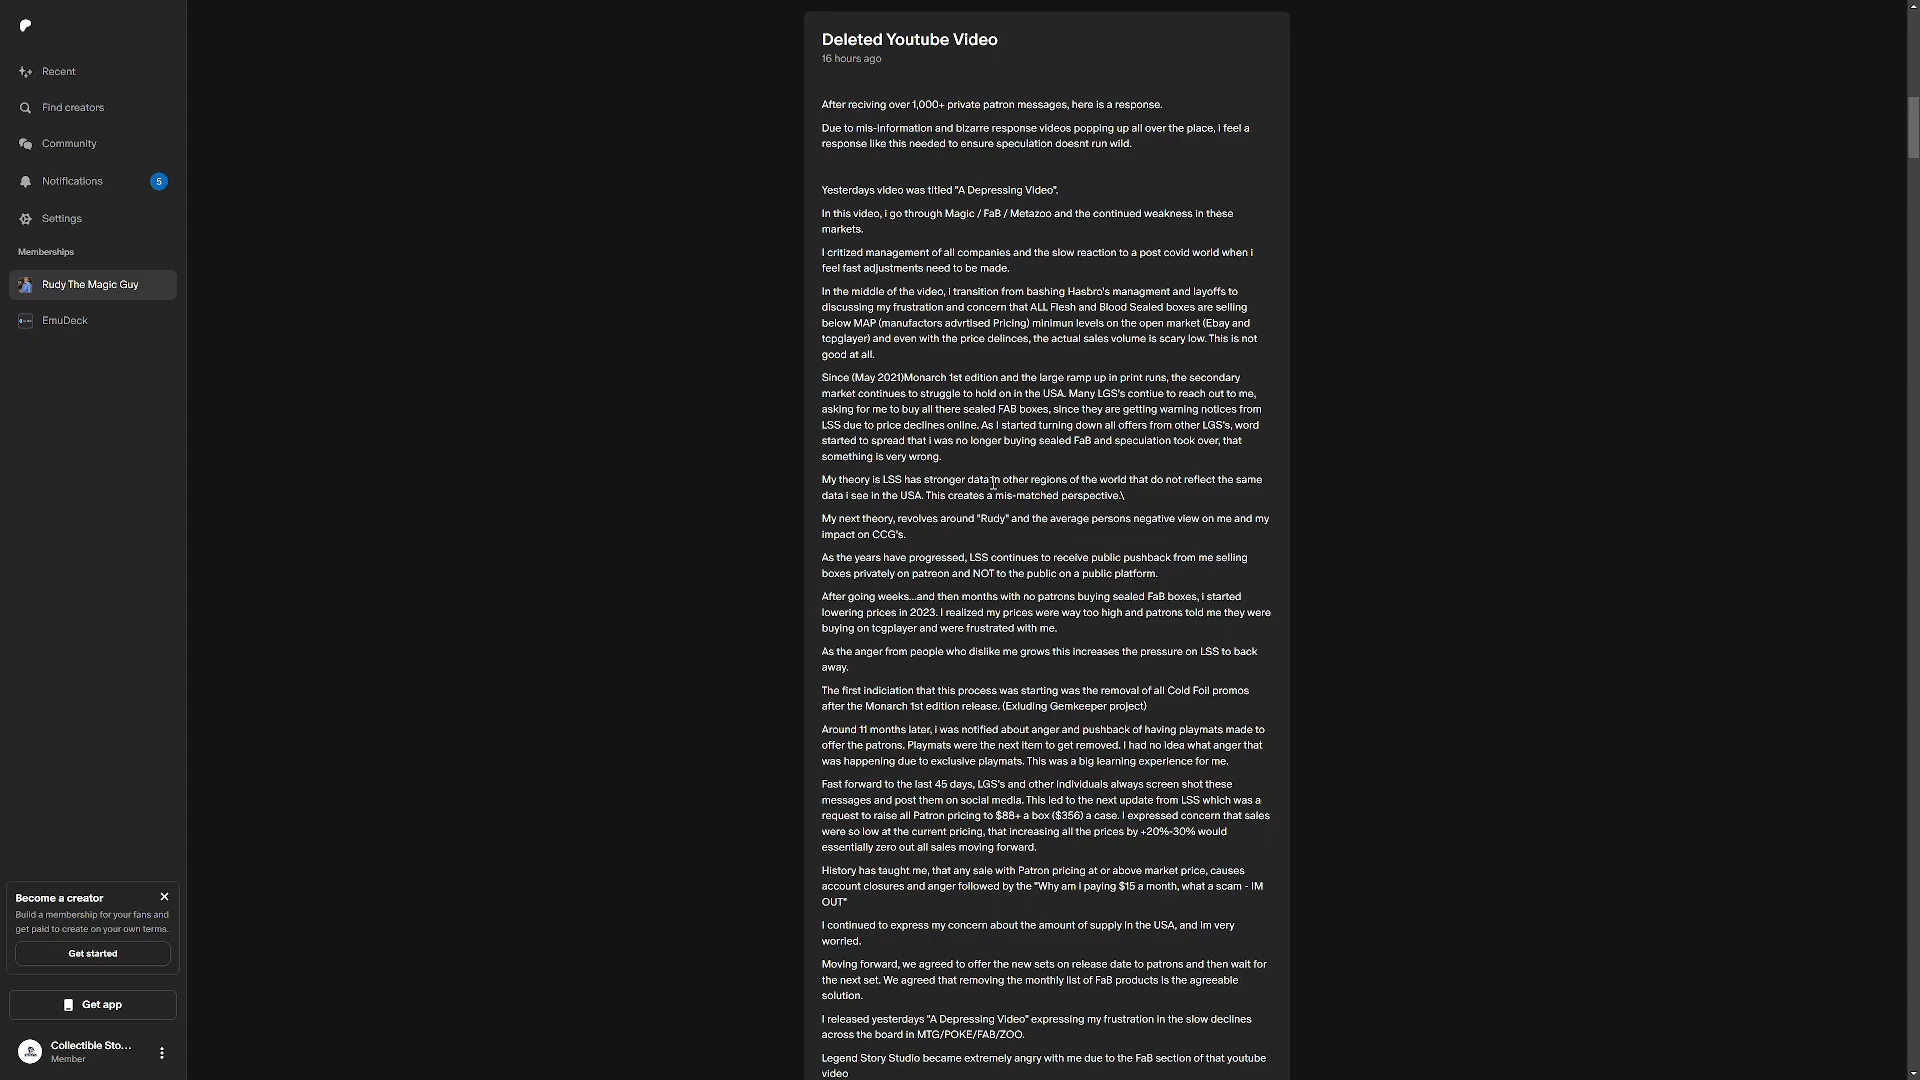 Recent
Find creators
Community
Notifications
5
Settings
Memberships
Rudy The Magic Guy
EmuDeck
Become a creator
Build a membership for your fans and
get paid to create on your own terms.
Get started
Get app
Collectible Sto...
Member
Deleted Youtube Video
16 hours ago
After reciving over 1,000+ private patron messages, here is a response.
Due to mis-information and bizarre response videos popping up all over the place, i feel a
response like this needed to ensure speculation doesnt run wild.
Yesterdays video was titled "A Depressing Video".
In this video, i go through Magic / FaB / Metazoo and the continued weakness in these
markets.
I critized management of all companies and the slow reaction to a post covid world when i
feel fast adjustments need to be made.
In the middle of the video, i transition from bashing Hasbro's managment and layoffs to
discussing my frustration and concern that ALL Flesh and Blood Sealed boxes are selling
below MAP (manufactors advrtised Pricing) minimun levels on the open market (Ebay and
tcpglayer) and even with the price delinces, the actual sales volume is scary low. This is not
good at all.
Since (May 2021)Monarch 1st edition and the large ramp up in print runs, the secondary
market continues to struggle to hold on in the USA. Many LGS's contiue to reach out to me,
asking for me to buy all there sealed FAB boxes, since they are getting warning notices from
LSS due to price declines online. As I started turning down all offers from other LGS's, word
started to spread that i was no longer buying sealed FaB and speculation took over, that
something is very wrong.
My theory is LSS has stronger data in other regions of the world that do not reflect the same
data i see in the USA. This creates a mis-matched perspective.\
My next theory, revolves around "Rudy" and the average persons negative view on me and my
impact on CCG's.
As the years have progressed, LSS continues to receive public pushback from me selling
boxes privately on patreon and NOT to the public on a public platform.
After going weeks...and then months with no patrons buying sealed FaB boxes, i started
lowering prices in 2023. I realized my prices were way too high and patrons told me they were
buying on tcgplayer and were frustrated with me.
As the anger from people who dislike me grows this increases the pressure on LSS to back
away.
The first indiciation that this process was starting was the removal of all Cold Foil promos
after the Monarch 1st edition release. (Exluding Gemkeeper project)
Around 11 months later, i was notified about anger and pushback of having playmats made to
offer the patrons. Playmats were the next item to get removed. I had no idea what anger that
was happening due to exclusive playmats. This was a big learning experience for me.
Fast forward to the last 45 days, LGS's and other individuals always screen shot these
messages and post them on social media. This led to the next update from LSS which was a
request to raise all Patron pricing to $88+ a box ($356) a case. I expressed concern that sales
were so low at the current pricing, that increasing all the prices by +20%-30% would
essentially zero out all sales moving forward.
History has taught me, that any sale with Patron pricing at or above market price, causes
account closures and anger followed by the "Why am i paying $15 a month, what a scam - IM
OUT"
I continued to express my concern about the amount of supply in the USA, and im very
worried.
Moving forward, we agreed to offer the new sets on release date to patrons and then wait for
the next set. We agreed that removing the monthly list of FaB products is the agreeable
solution.
I released yesterdays "A Depressing Video" expressing my frustration in the slow declines
across the board in MTG/POKE/FAB/ZOO.
Legend Story Studio became extremely angry with me due to the FaB section of that youtube
video